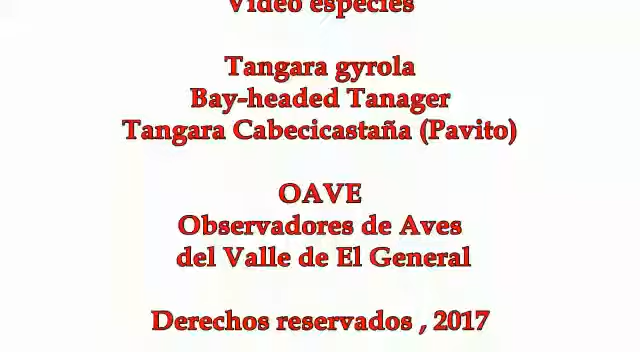 Video especies
Tangara gyrola
Bay-headed Tanager
Tangara Cabecicastaña (Pavito)
OAVE
Observadores de Aves
del Valle de El General
Derechos reservados , 2017